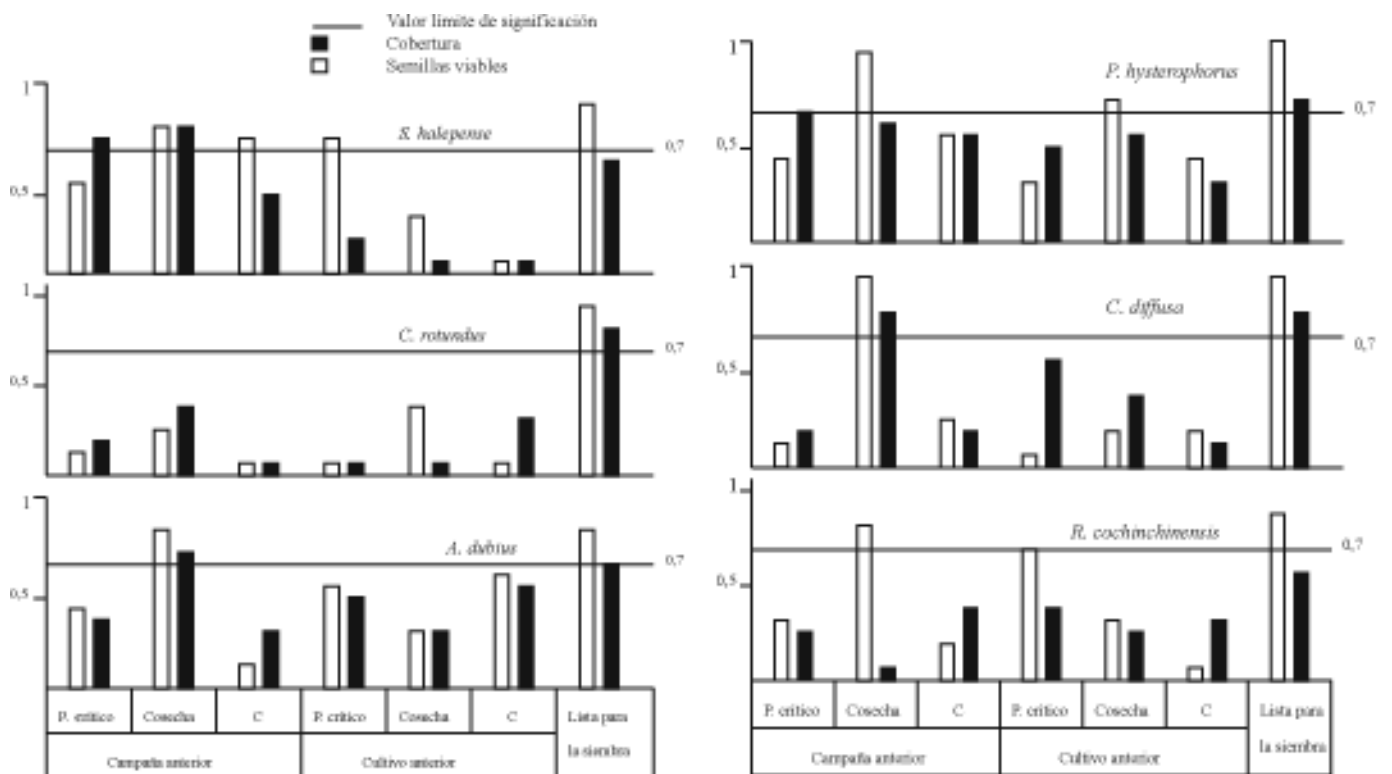 Valor limite de significación
Cobertura
Semillas viables
1
S. halepense
0,7
0,5
1
C. rotundus
0,7
0,5
1
A. dubius
0,7
0,5
P. crítico Cosecha C P. crítico Cosecha C Lista para
la siembra
Campaña anterior Cultivo anterior
1
P. hysterophorus
0,7
0,5
1
C. diffusa
0,7
0,5
1
R. cochinchinensis
0,7
0,5
P. crítico Cosecha C P. crítico Cosecha C Lista para
la siembra
Campaña anterior Cultivo anterior